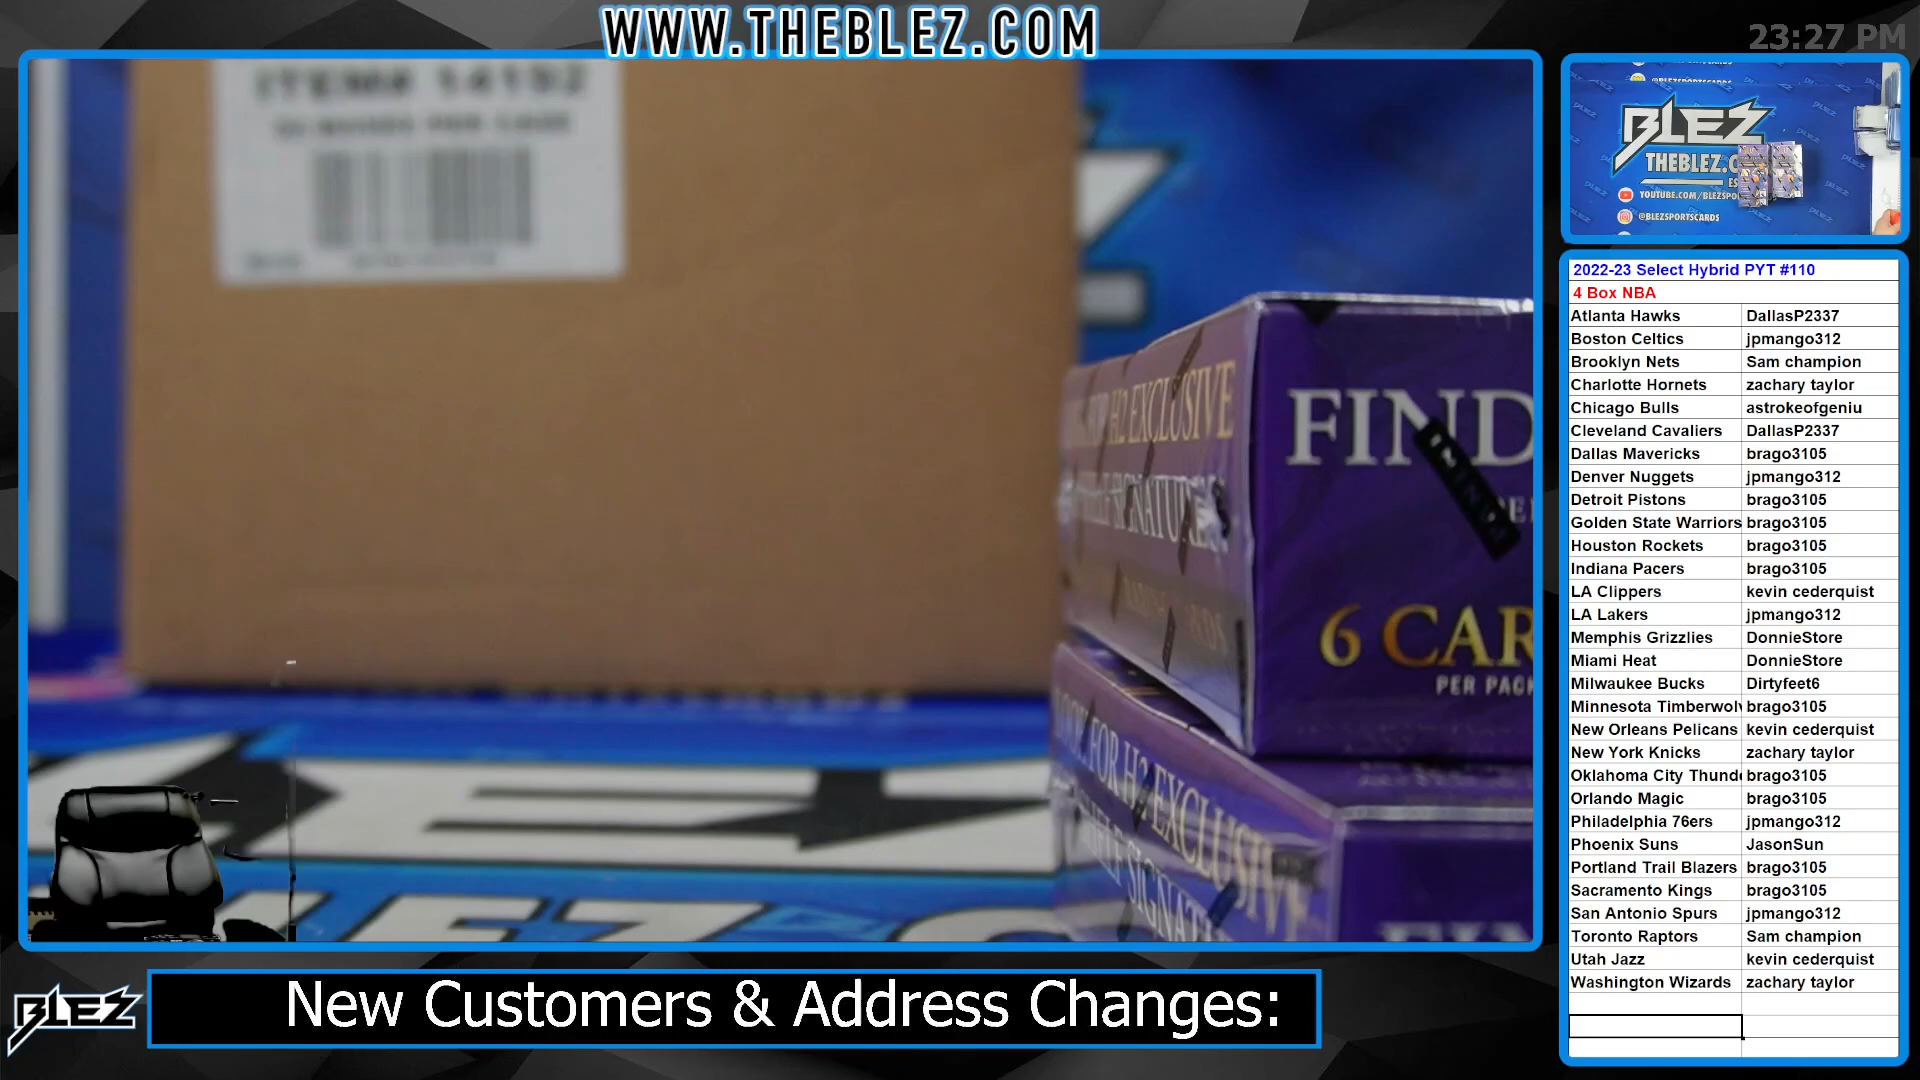 WWW.THEBLEZ.COM
23:27 PM
ITEM# 14152
BLEZ
THEBLEZ.C
YOUTUBE.COM/BLEZSPO
@BLEZSPORTSCARDS
H2 EXCLUSIVE
SIGNATURES
FIND
6 CAR
PER PACK
LOOK FOR H2 EXCLUSIVE
2022-23 Select Hybrid PYT #110
4 Box NBA
Atlanta Hawks DallasP2337
Boston Celtics jpmango312
Brooklyn Nets Sam champion
Charlotte Hornets zachary taylor
Chicago Bulls astrokeofgeniu
Cleveland Cavaliers DallasP2337
Dallas Mavericks brago3105
Denver Nuggets jpmango312
Detroit Pistons brago3105
Golden State Warriors brago3105
Houston Rockets brago3105
Indiana Pacers brago3105
LA Clippers kevin cederquist
LA Lakers jpmango312
Memphis Grizzlies DonnieStore
Miami Heat DonnieStore
Milwaukee Bucks Dirtyfeet6
Minnesota Timberwolv brago3105
New Orleans Pelicans kevin cederquist
New York Knicks zachary taylor
Oklahoma City Thund brago3105
Orlando Magic brago3105
Philadelphia 76ers jpmango312
Phoenix Suns JasonSun
Portland Trail Blazers brago3105
Sacramento Kings brago3105
San Antonio Spurs jpmango312
Toronto Raptors Sam champion
Utah Jazz kevin cederquist
Washington Wizards zachary taylor
BLEZ
New Customers & Address Changes: